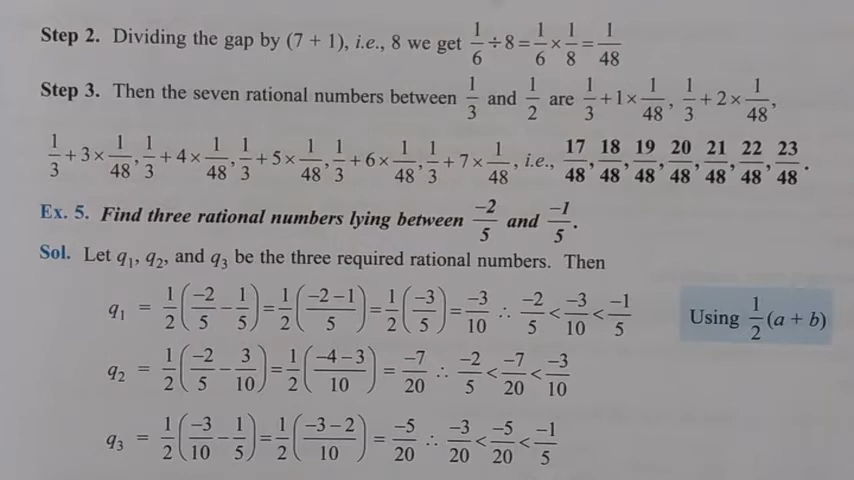 Step 2. Dividing the gap by (7 + 1), i.e., 8 we get 1/6 ÷ 8 = 1/6 × 1/8 = 1/48
Step 3. Then the seven rational numbers between 1/3 and 1/2 are 1/3 + 1 × 1/48, 1/3 + 2 × 1/48,
1/3 + 3 × 1/48, 1/3 + 4 × 1/48, 1/3 + 5 × 1/48, 1/3 + 6 × 1/48, 1/3 + 7 × 1/48, i.e., 17/48, 18/48, 19/48, 20/48, 21/48, 22/48, 23/48.
Ex. 5. Find three rational numbers lying between -2/5 and -1/5.
Sol. Let q₁, q₂, and q₃ be the three required rational numbers. Then
q₁ = 1/2(-2/5 - 1/5) = 1/2((-2 - 1)/5) = 1/2(-3/5) = -3/10 ∴ -2/5 < -3/10 < -1/5
Using 1/2 (a + b)
q₂ = 1/2(-2/5 - 3/10) = 1/2((-4 - 3)/10) = -7/20 ∴ -2/5 < -7/20 < -3/10
q₃ = 1/2(-3/10 - 1/5) = 1/2((-3 - 2)/10) = -5/20 ∴ -3/20 < -5/20 < -1/5